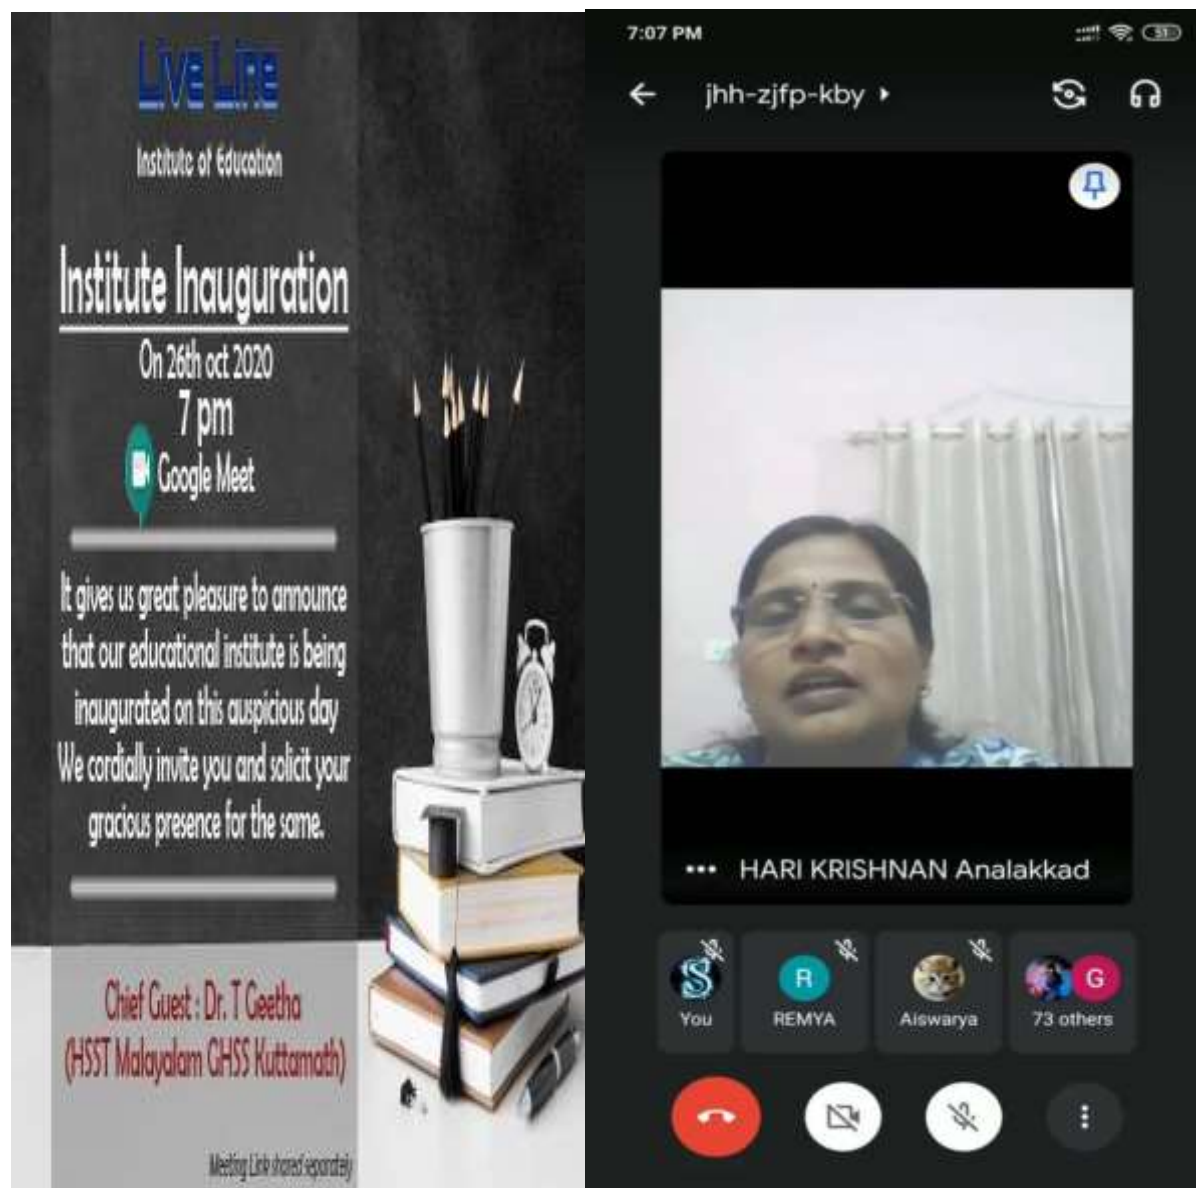 Live Life
Institute of Education
Institute Inauguration
On 26th oct 2020
7 pm
Google Meet
It gives us great pleasure to announce
that our educational institute is being
inaugurated on this auspicious day
We cordially invite you and solicit your
gracious presence for the same.
Chief Guest : Dr. T Geetha
(HSST Malayalam GHSS Kuttamath)
Meeting Link shared separately
7:07 PM
51
jhh-zjfp-kby
HARI KRISHNAN Analakkad
S
R
G
You
REMYA
Aiswarya
73 others